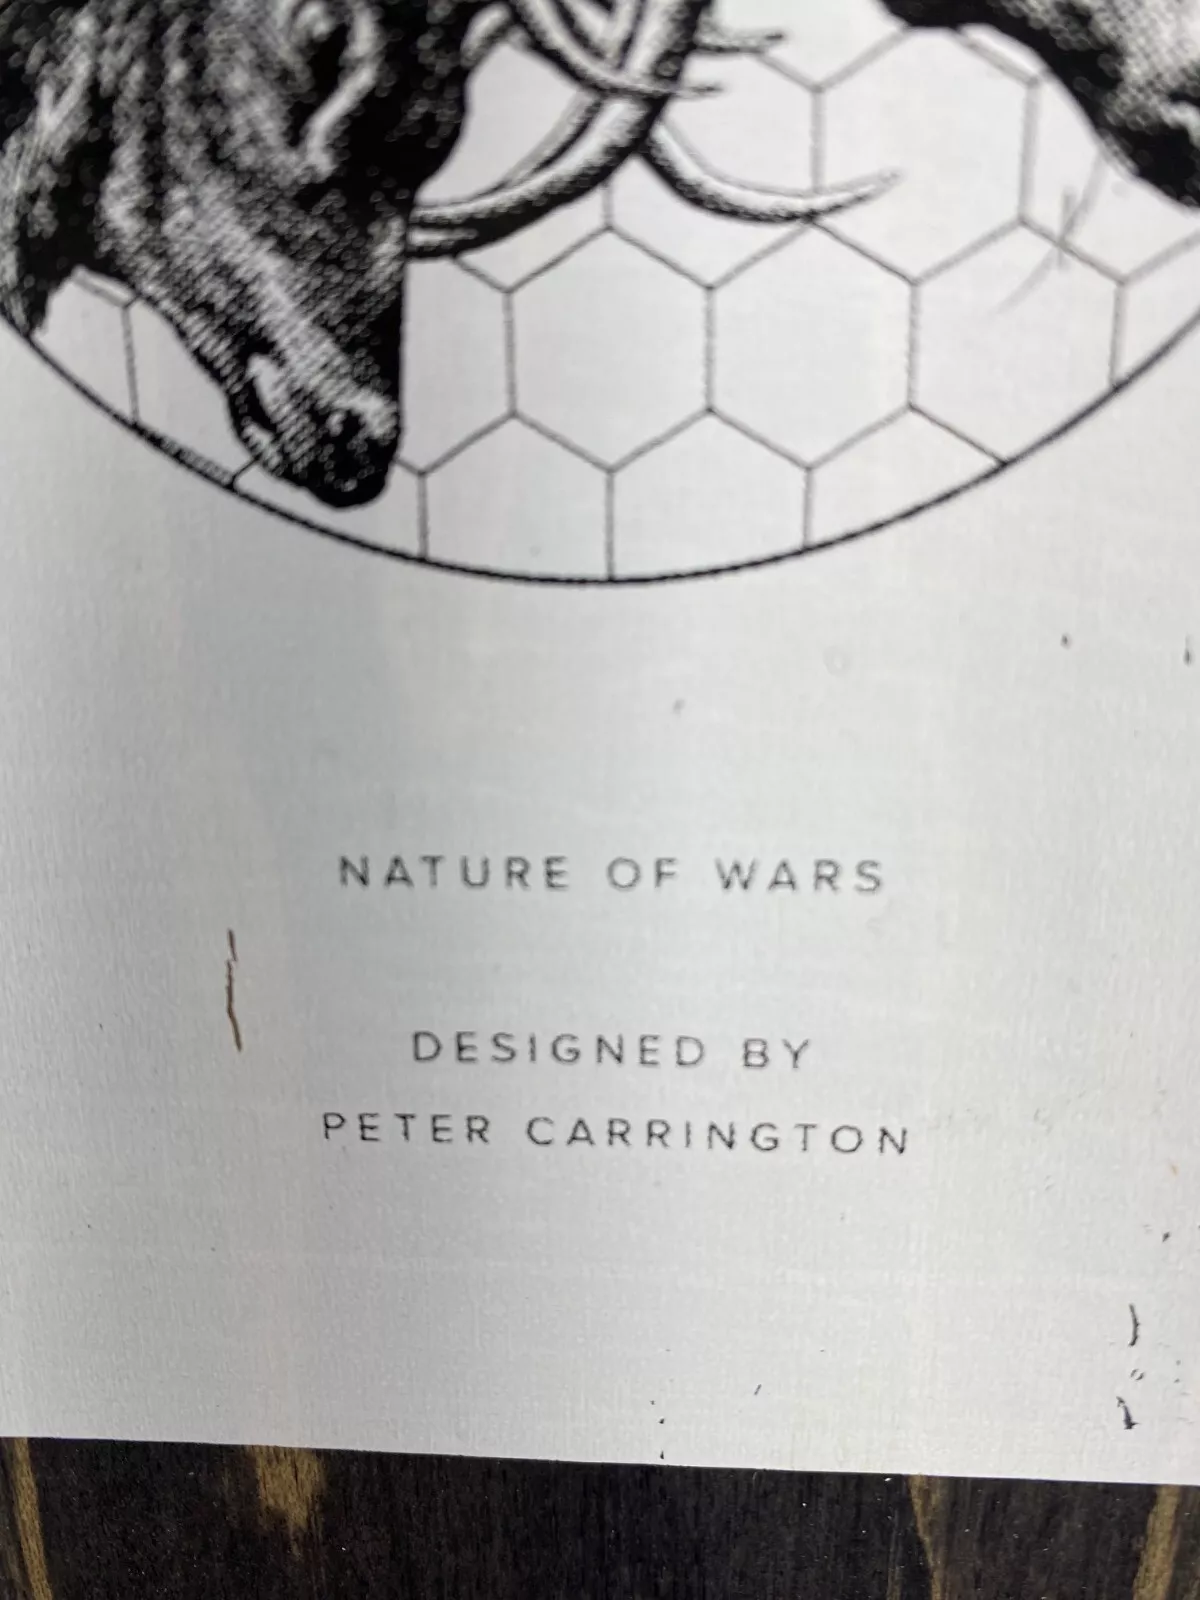 NATURE OF WARS
DESIGNED BY
PETER CARRINGTON